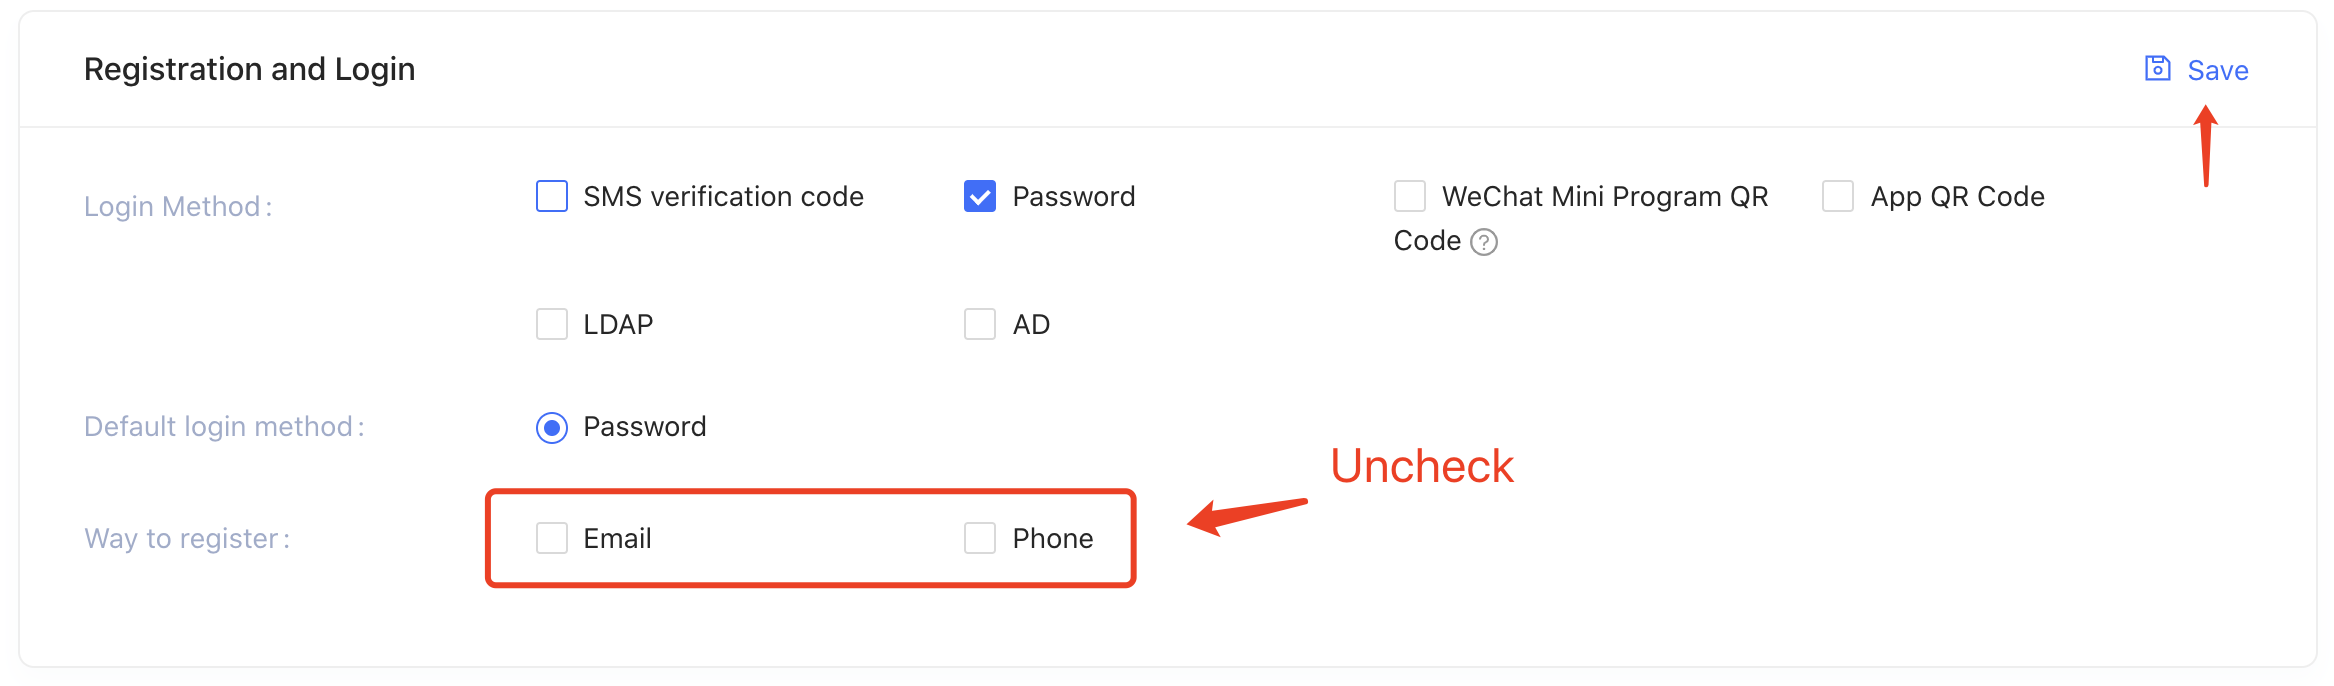 Registration and Login
Save
Login Method:
SMS verification code
Password
WeChat Mini Program QR
Code ?
App QR Code
LDAP
AD
Default login method:
Password
Uncheck
Way to register:
Email
Phone